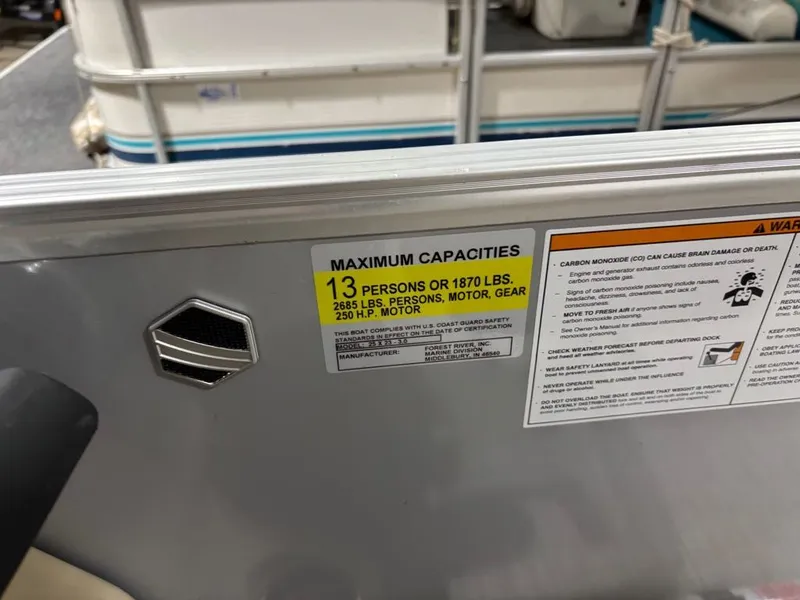 MAXIMUM CAPACITIES
13 PERSONS OR 1870 LBS.
2685 LBS. PERSONS, MOTOR, GEAR
250 H.P. MOTOR
THIS BOAT COMPLIES WITH U.S. COAST GUARD SAFETY
STANDARDS IN EFFECT ON THE DATE OF CERTIFICATION
MODEL:
MANUFACTURER:
FOREST RIVER, INC.
MARINE DIVISION
MIDDLEBURY, IN 46540
CARBON MONOXIDE (CO) CAN CAUSE BRAIN DAMAGE OR DEATH.
Engine and generator exhaust contains odorless and colorless
carbon monoxide gas.
Signs of carbon monoxide poisoning include nausea,
headache, dizziness, drowsiness, and lack of
consciousness.
MOVE TO FRESH AIR if anyone shows signs of
carbon monoxide poisoning.
See Owner's Manual for additional information regarding carbon
monoxide poisoning.
CHECK WEATHER FORECAST BEFORE DEPARTING DOCK
and heed all weather advisories.
WEAR SAFETY LANYARD at all times while operating
boat to prevent unmanned boat operation.
NEVER OPERATE WHILE UNDER THE INFLUENCE
of drugs or alcohol.
DO NOT OVERLOAD THE BOAT. ENSURE THAT WEIGHT IS PROPERLY
AND EVENLY DISTRIBUTED